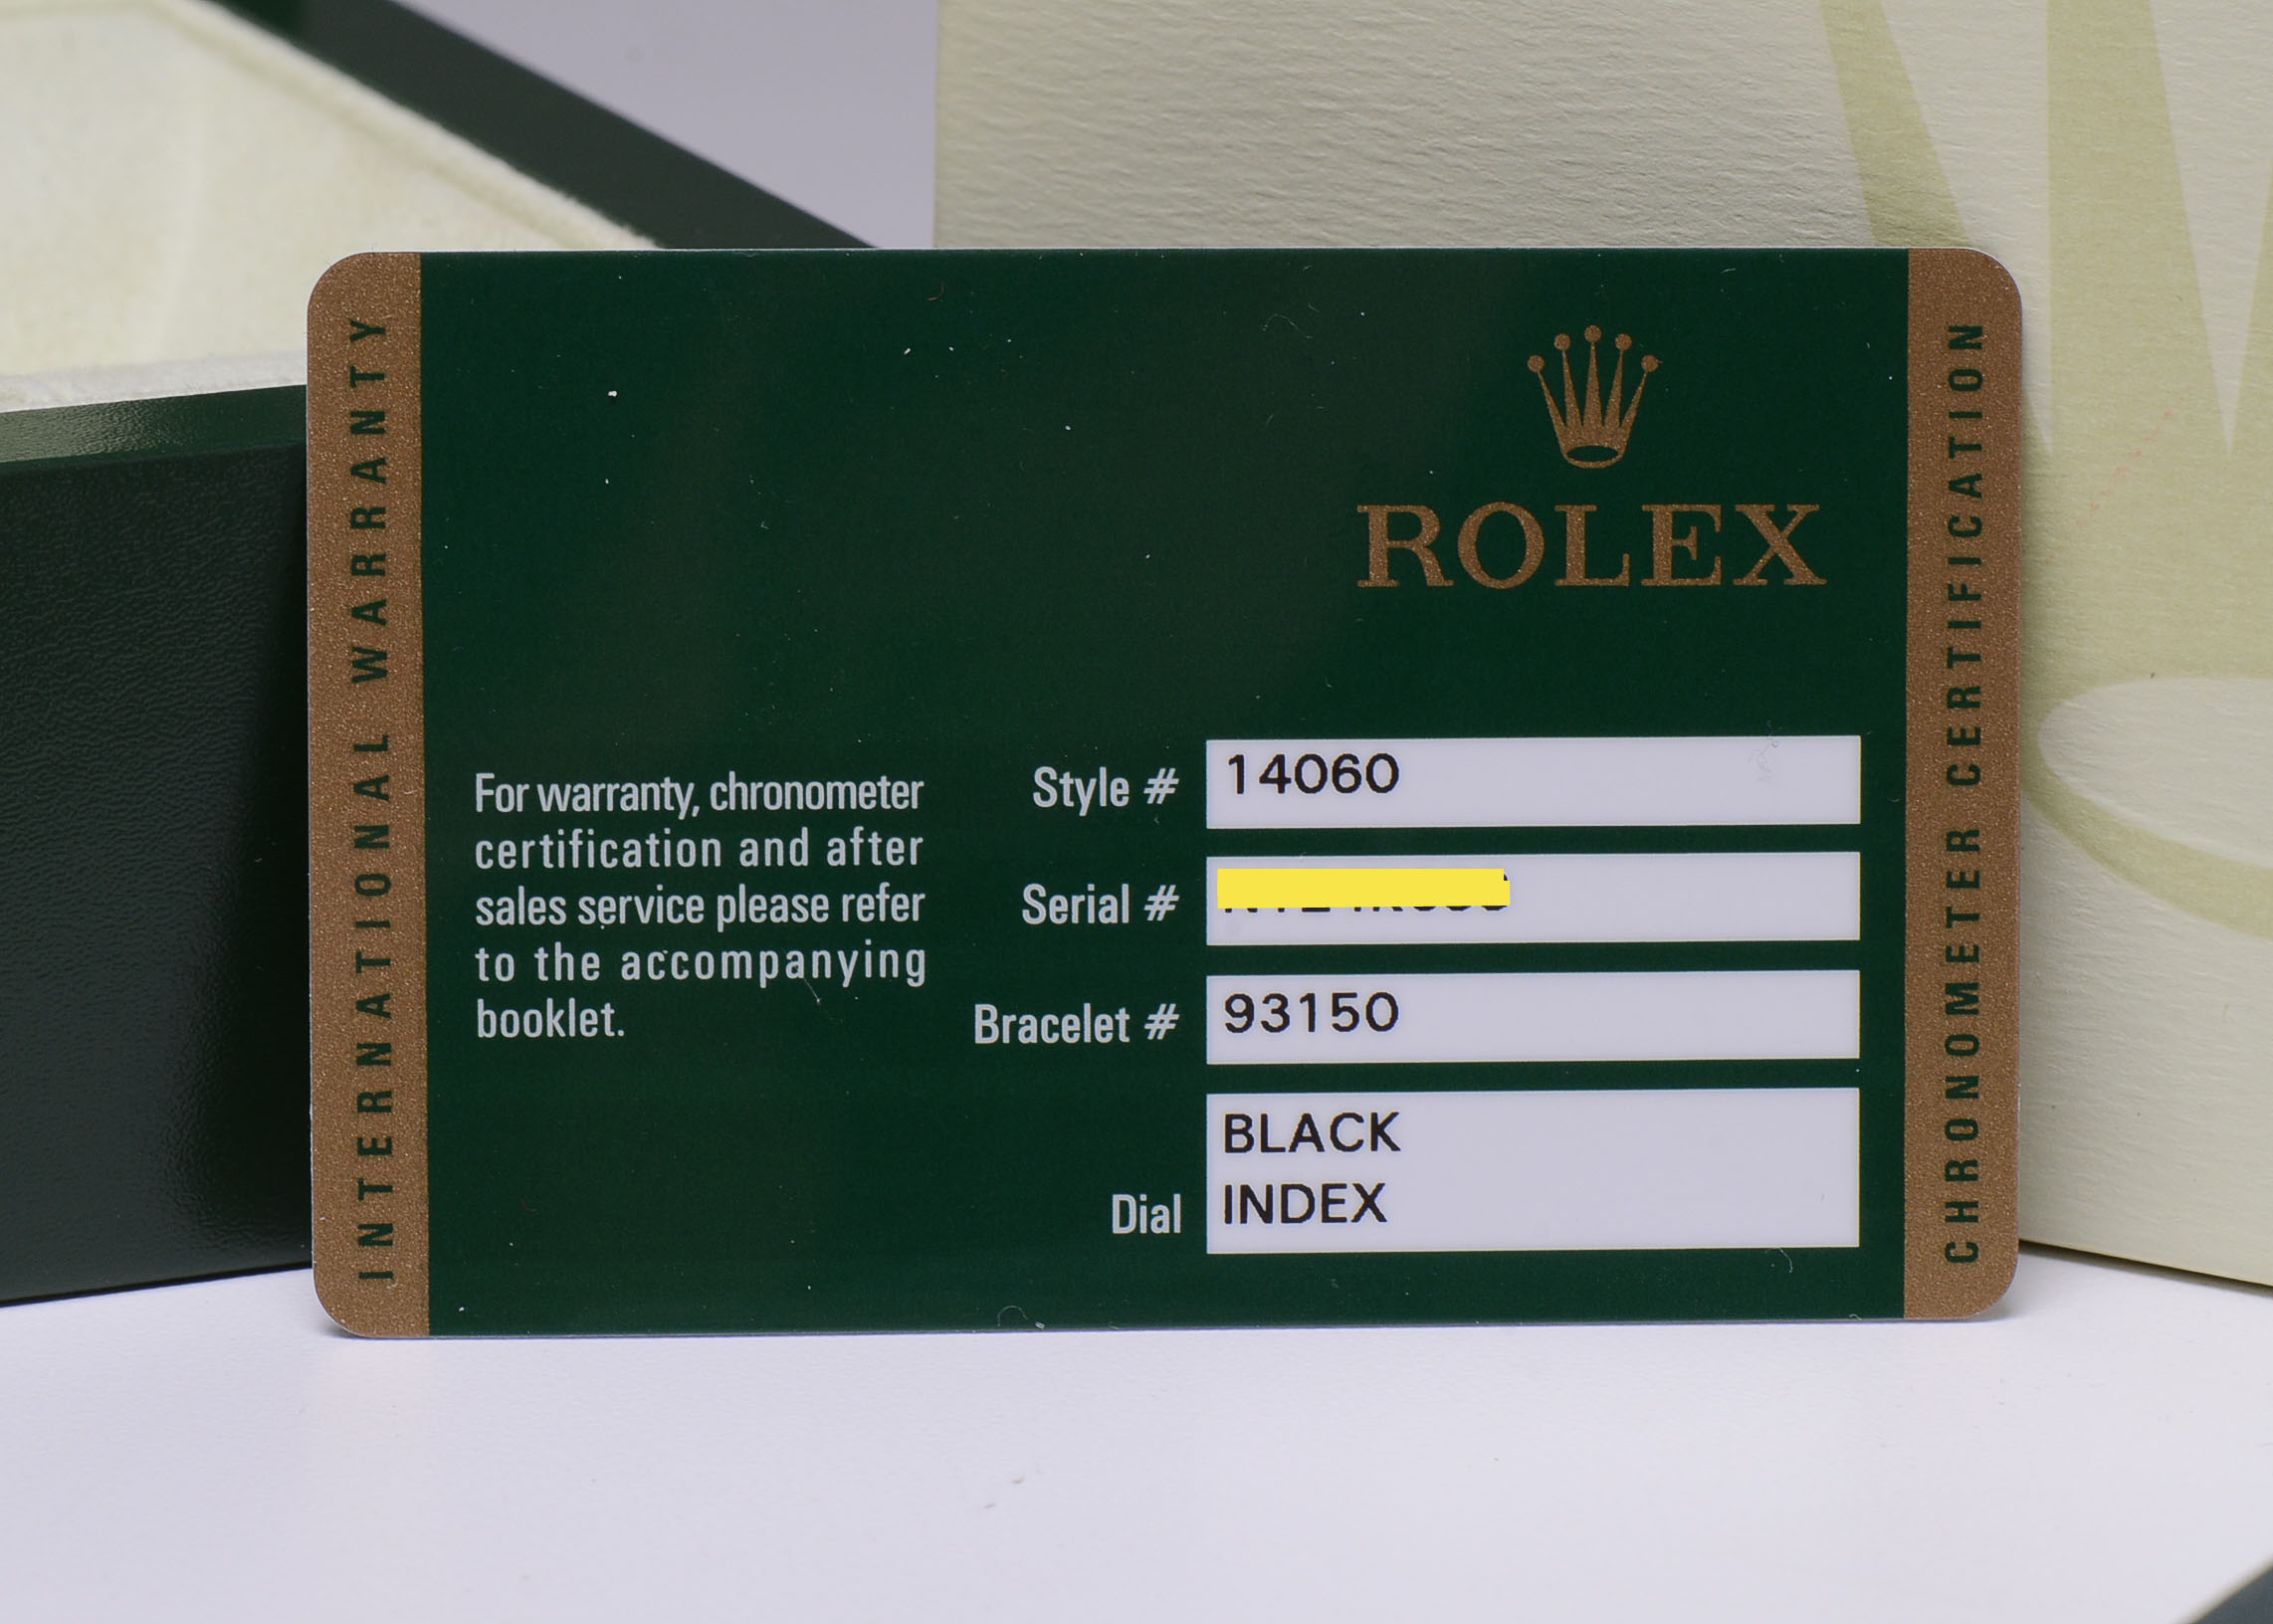 INTERNATIONAL WARRANTY
ROLEX
For warranty, chronometer
certification and after
sales service please refer
to the accompanying
booklet.
Style # 14060
Serial #
Bracelet # 93150
Dial BLACK
INDEX
CHRONOMETER CERTIFICATION